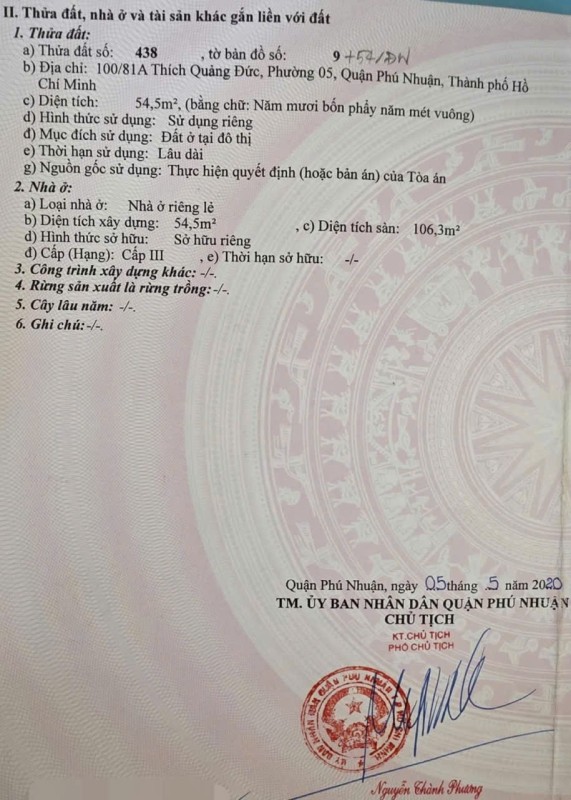 II. Thửa đất, nhà ở và tài sản khác gắn liền với đất
1. Thửa đất:
a) Thửa đất số: 438 , tờ bản đồ số: 9 +57/ĐN
b) Địa chỉ: 100/81A Thích Quảng Đức, Phường 05, Quận Phú Nhuận, Thành phố Hồ
Chí Minh
c) Diện tích: 54,5m², (bằng chữ: Năm mươi bốn phẩy năm mét vuông)
d) Hình thức sử dụng: Sử dụng riêng
đ) Mục đích sử dụng: Đất ở tại đô thị
e) Thời hạn sử dụng: Lâu dài
g) Nguồn gốc sử dụng: Thực hiện quyết định (hoặc bản án) của Tòa án
2. Nhà ở:
a) Loại nhà ở: Nhà ở riêng lẻ
b) Diện tích xây dựng: 54,5m² , c) Diện tích sàn: 106,3m²
d) Hình thức sở hữu: Sở hữu riêng
đ) Cấp (Hạng): Cấp III , e) Thời hạn sở hữu: -/-
3. Công trình xây dựng khác: -/-.
4. Rừng sản xuất là rừng trồng: -/-.
5. Cây lâu năm: -/-.
6. Ghi chú: -/-.
Quận Phú Nhuận, ngày 05 tháng 5 năm 2020
TM. ỦY BAN NHÂN DÂN QUẬN PHÚ NHUẬN
CHỦ TỊCH
KT.CHỦ TỊCH
PHÓ CHỦ TỊCH
Nguyễn Thành Phương